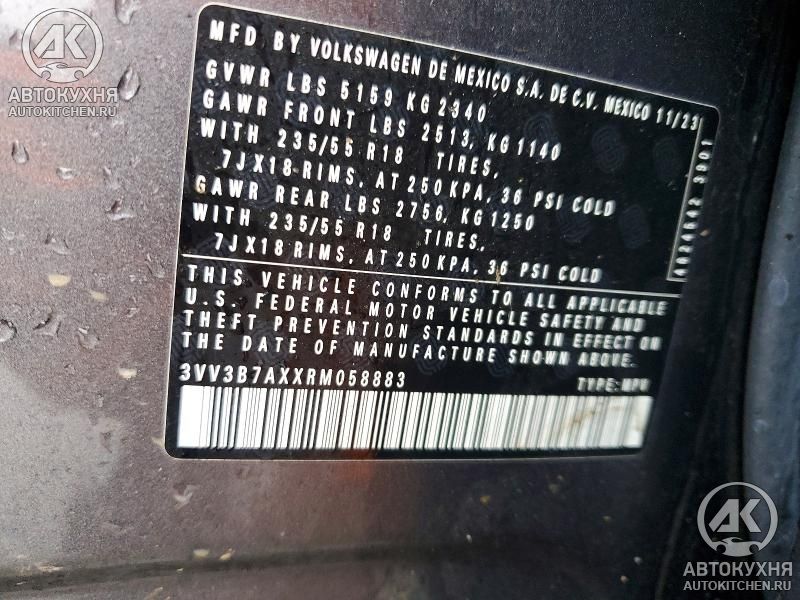 MFD BY VOLKSWAGEN DE MEXICO S.A. DE C.V. MEXICO 11/23
GVWR LBS 5159 KG 2340
GAWR FRONT LBS 2513, KG 1140
WITH 235/55 R18 TIRES,
7JX18 RIMS, AT 250 KPA, 36 PSI COLD
GAWR REAR LBS 2756, KG 1250
WITH 235/55 R18 TIRES,
7JX18 RIMS, AT 250 KPA, 36 PSI COLD
THIS VEHICLE CONFORMS TO ALL APPLICABLE
U.S. FEDERAL MOTOR VEHICLE SAFETY AND
THEFT PREVENTION STANDARDS IN EFFECT ON
THE DATE OF MANUFACTURE SHOWN ABOVE.
3VV3B7AXXRM058883 TYPE: MPV
АК
АВТОКУХНЯ
AUTOKITCHEN.RU
АК
АВТОКУХНЯ
AUTOKITCHEN.RU